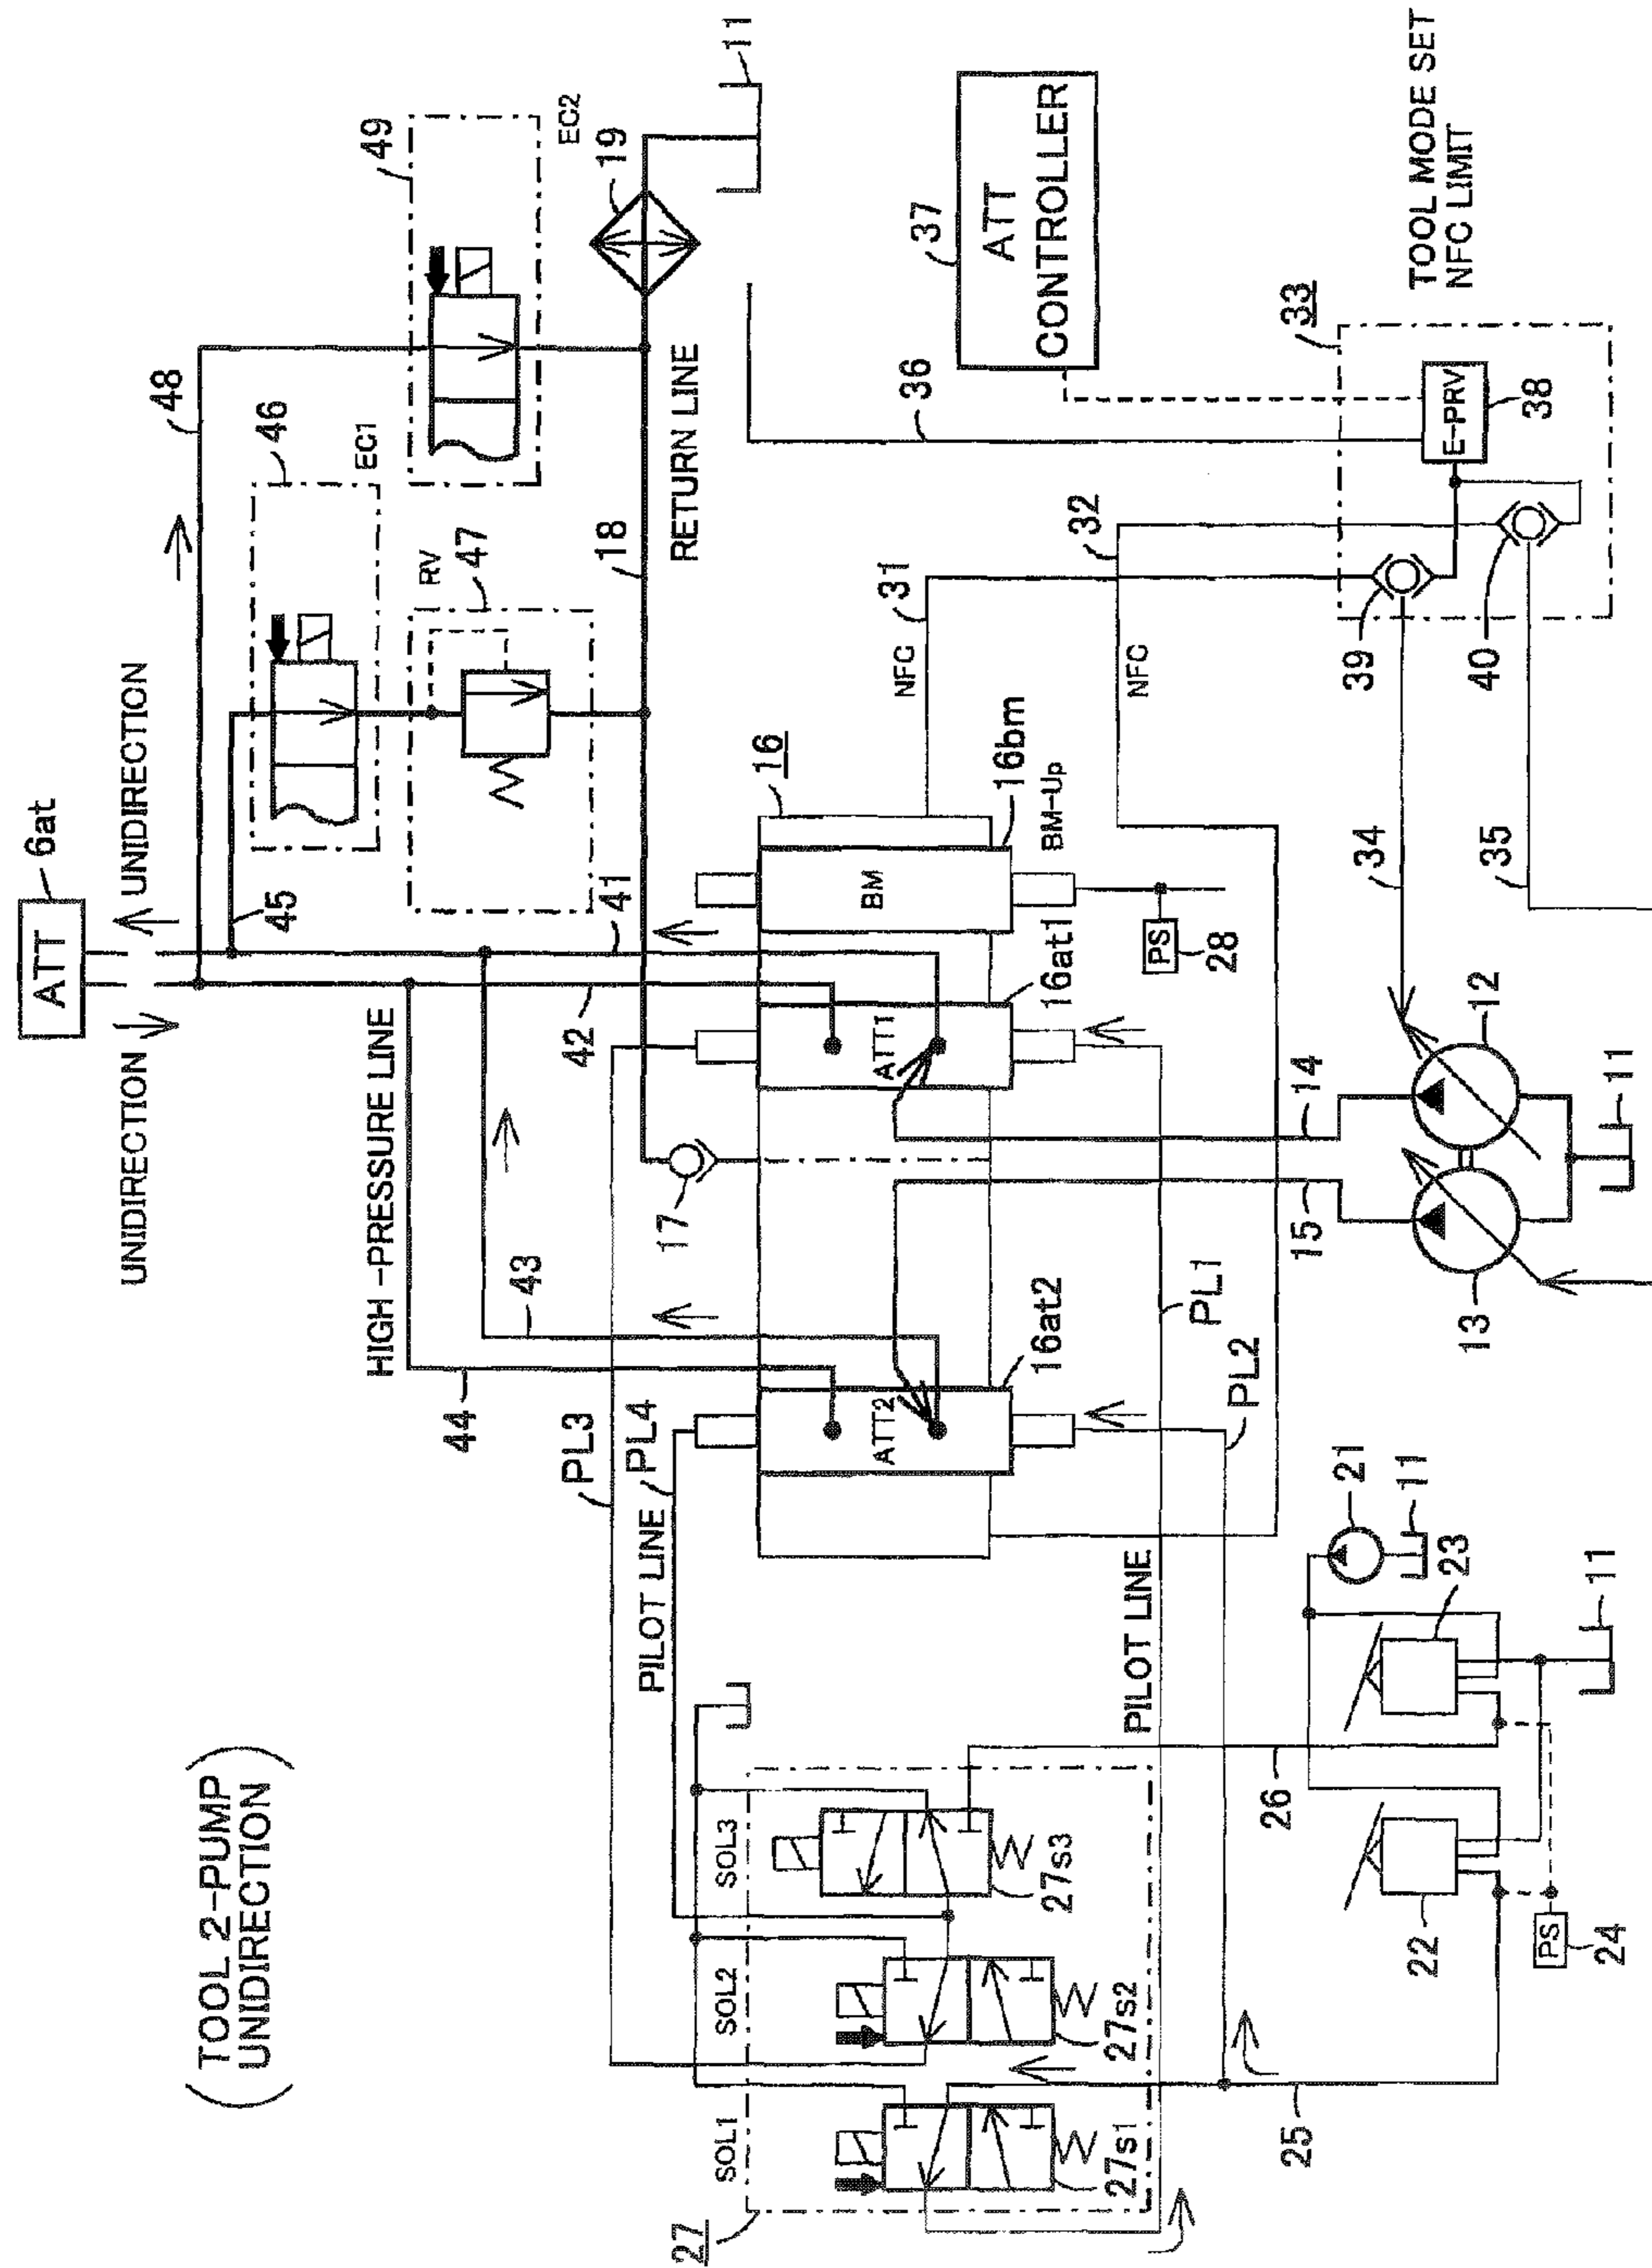 (TOOL 2-PUMP
UNIDIRECTION)
6at
ATT
UNIDIRECTION
UNIDIRECTION
HIGH -PRESSURE LINE
48
46
EC1
49
EC2
19
11
45
RV
47
18
RETURN LINE
41
42
43
44
PL3
PILOT LINE
PL4
17
16
BM
16bm
BM-Up
ATT1
16at1
PS
28
ATT2
16at2
NFC
31
NFC
32
36
37
ATT
CONTROLLER
33
TOOL MODE SET
NFC LIMIT
E-PRV
38
39
40
34
35
12
13
14
15
11
PL1
PL2
PILOT LINE
SOL1
SOL2
SOL3
27
27s1
27s2
27s3
25
26
21
11
23
11
22
PS
24